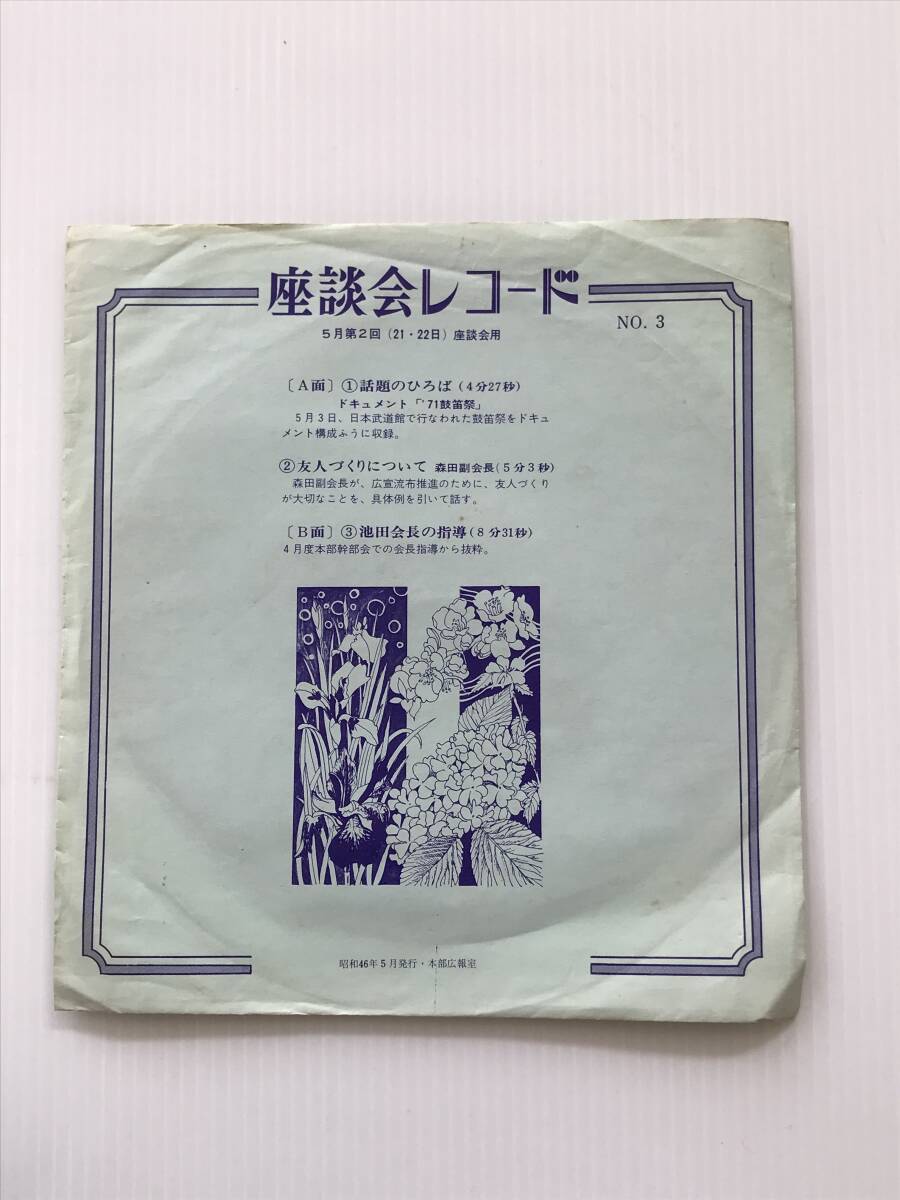 座談会レコード
NO. 3
5月第2回（21・22日）座談会用
〔A面〕①話題のひろば（4分27秒）
ドキュメント「'71鼓笛祭」
5月3日、日本武道館で行なわれた鼓笛祭をドキュ
メント構成ふうに収録。
②友人づくりについて 森田副会長（5分3秒）
森田副会長が、広宣流布推進のために、友人づくり
が大切なことを、具体例を引いて話す。
〔B面〕③池田会長の指導（8分31秒）
4月度本部幹部会での会長指導から抜粋。
昭和46年5月発行・本部広報室